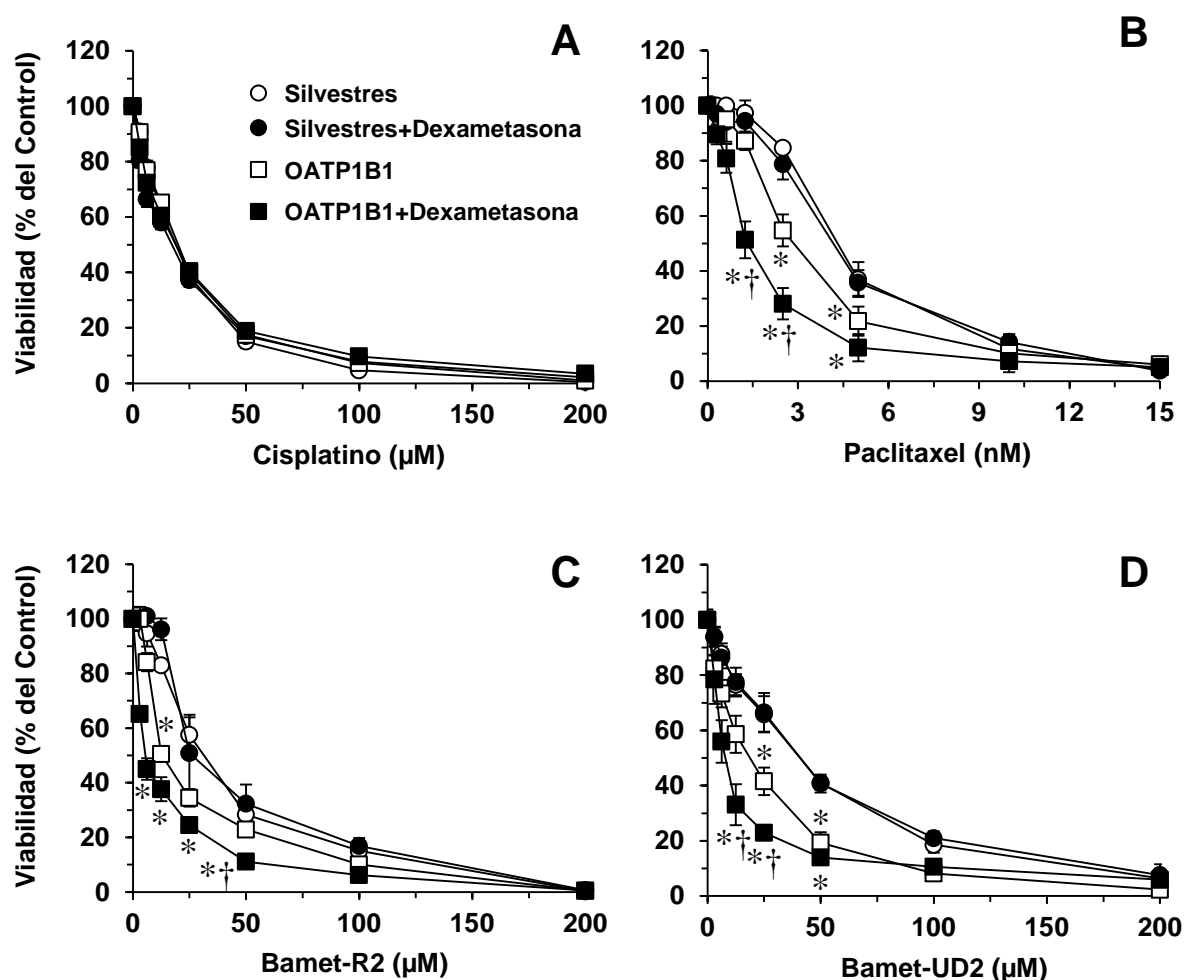 A
Viabilidad (% del Control)
120
100
80
60
40
20
0
Silvestres
Silvestres+Dexametasona
OATP1B1
OATP1B1+Dexametasona
0 50 100 150 200
Cisplatino (µM)
B
120
100
80
60
40
20
0
*
*†
*
*†
*
0 3 6 9 12 15
Paclitaxel (nM)
C
Viabilidad (% del Control)
120
100
80
60
40
20
0
*
*
*
*
*†
0 50 100 150 200
Bamet-R2 (µM)
D
120
100
80
60
40
20
0
*
*
*†
*†
*
0 50 100 150 200
Bamet-UD2 (µM)